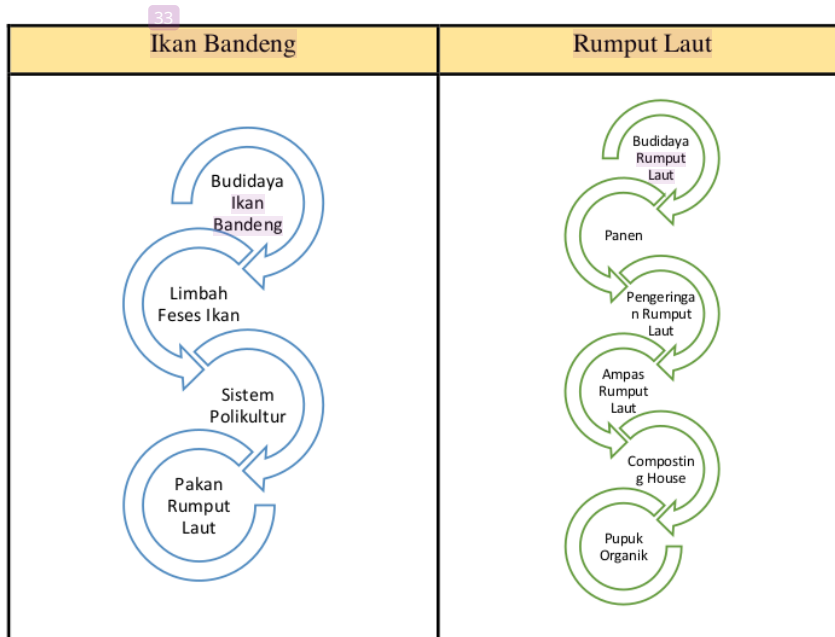 33
Ikan Bandeng
Rumput Laut
Budidaya
Ikan
Bandeng
Limbah
Feses Ikan
Sistem
Polikultur
Pakan
Rumput
Laut
Budidaya
Rumput
Laut
Panen
Pengeringa
n Rumput
Laut
Ampas
Rumput
Laut
Compostin
g House
Pupuk
Organik